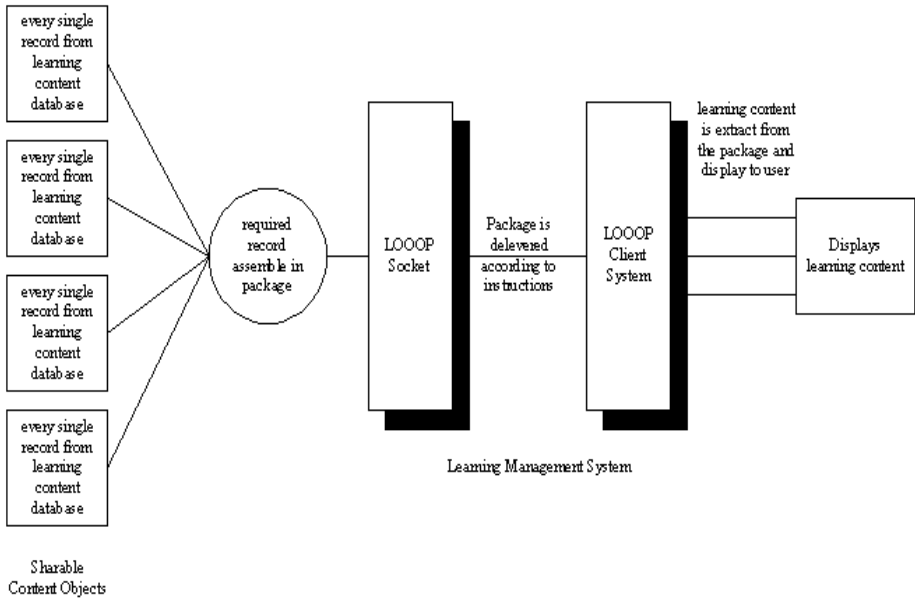 every single
record from
learning
content
database
every single
record from
learning
content
database
every single
record from
learning
content
database
every single
record from
learning
content
database
Sharable
Content Objects
required
record
assemble in
package
LOOOP
Socket
Package is
delevered
according to
instructions
LOOOP
Client
System
learning content
is extract from
the package and
display to user
Displays
learning content
Learning Management System